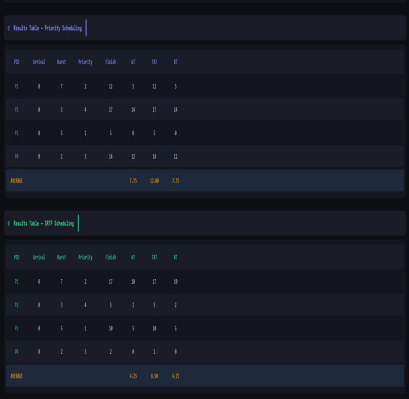 Results Table – Priority Scheduling
PID Arrival Burst Priority Finish WT TAT RT
P1 0 7 2 12 5 12 5
P2 0 3 4 17 14 17 14
P3 0 5 1 5 0 5 0
P4 0 2 3 14 12 14 12
AVERAGE 7.75 12.00 7.75
Results Table – SRTF Scheduling
PID Arrival Burst Priority Finish WT TAT RT
P1 0 7 2 17 10 17 10
P2 0 3 4 5 2 5 2
P3 0 5 1 10 5 10 5
P4 0 2 3 2 0 2 0
AVERAGE 4.25 8.50 4.25